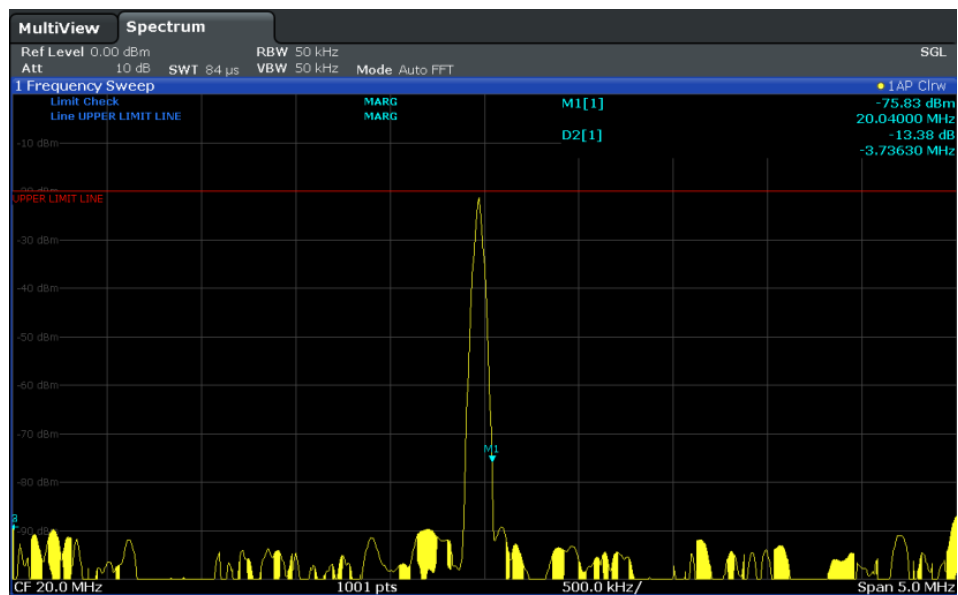 MultiView Spectrum
Ref Level 0.00 dBm RBW 50 kHz SGL
Att 10 dB SWT 84 µs VBW 50 kHz Mode Auto FFT
1 Frequency Sweep 1AP Clrw
Limit Check MARG M1[1] -75.83 dBm
Line UPPER LIMIT LINE MARG 20.04000 MHz
D2[1] -13.38 dB
-10 dBm
-3.73630 MHz
-20 dBm
UPPER LIMIT LINE
-30 dBm
-40 dBm
-50 dBm
-60 dBm
-70 dBm
M1
-80 dBm
-90 dBm
CF 20.0 MHz 1001 pts 500.0 kHz/ Span 5.0 MHz